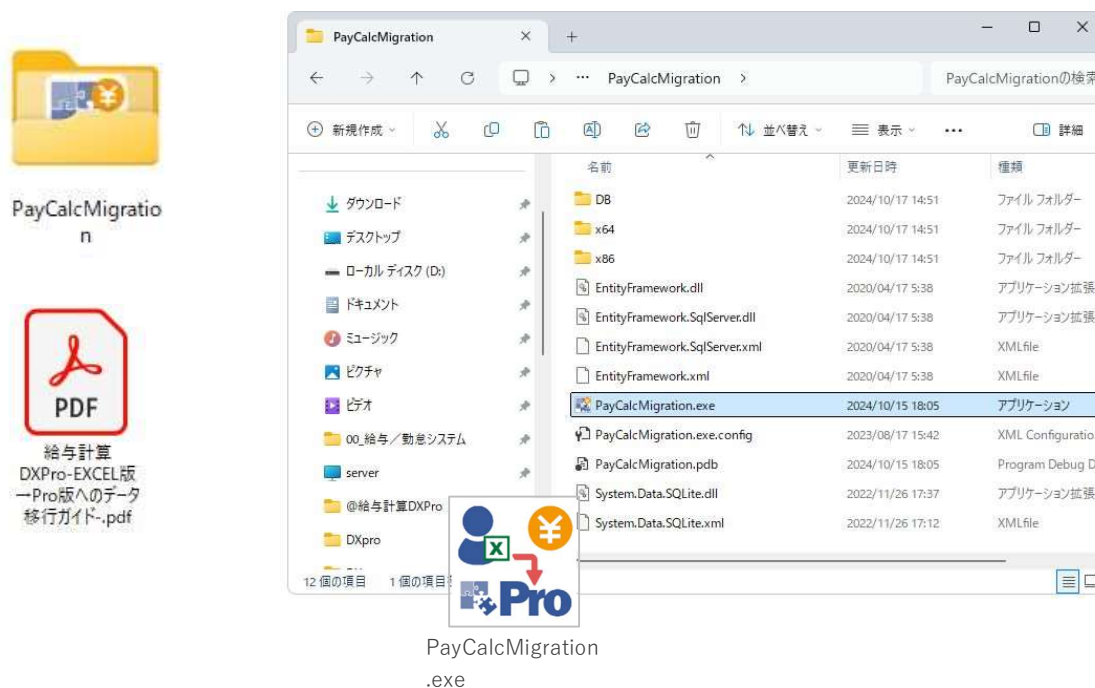 PayCalcMigratio
n
PDF
給与計算
DXPro-EXCEL版
→Pro版へのデータ
移行ガイド-.pdf
PayCalcMigration
PayCalcMigration
PayCalcMigrationの検索
新規作成
並べ替え
表示
詳細
名前 更新日時 種類
ダウンロード
デスクトップ
ローカル ディスク (D:)
ドキュメント
ミュージック
ピクチャ
ビデオ
00_給与／勤怠システム
server
@給与計算DXPro
DXpro
DB 2024/10/17 14:51 ファイル フォルダー
x64 2024/10/17 14:51 ファイル フォルダー
x86 2024/10/17 14:51 ファイル フォルダー
EntityFramework.dll 2020/04/17 5:38 アプリケーション拡張
EntityFramework.SqlServer.dll 2020/04/17 5:38 アプリケーション拡張
EntityFramework.SqlServer.xml 2020/04/17 5:38 XMLfile
EntityFramework.xml 2020/04/17 5:38 XMLfile
PayCalcMigration.exe 2024/10/15 18:05 アプリケーション
PayCalcMigration.exe.config 2023/08/17 15:42 XML Configuratio
PayCalcMigration.pdb 2024/10/15 18:05 Program Debug D
System.Data.SQLite.dll 2022/11/26 17:37 アプリケーション拡張
System.Data.SQLite.xml 2022/11/26 17:12 XMLfile
12 個の項目 1 個の項目
¥
X
Pro
PayCalcMigration
.exe